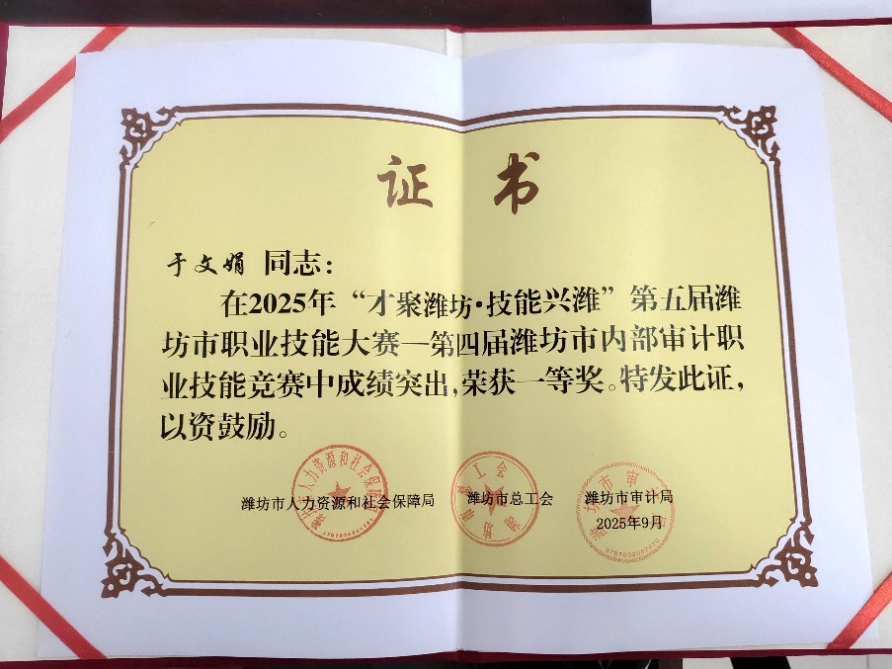 证书
于文娟 同志：
在2025年“才聚潍坊·技能兴潍”第五届潍
坊市职业技能大赛—第四届潍坊市内部审计职
业技能竞赛中成绩突出，荣获一等奖。特发此证，
以资鼓励。
潍坊市人力资源和社会保障局 潍坊市总工会 潍坊市审计局
2025年9月